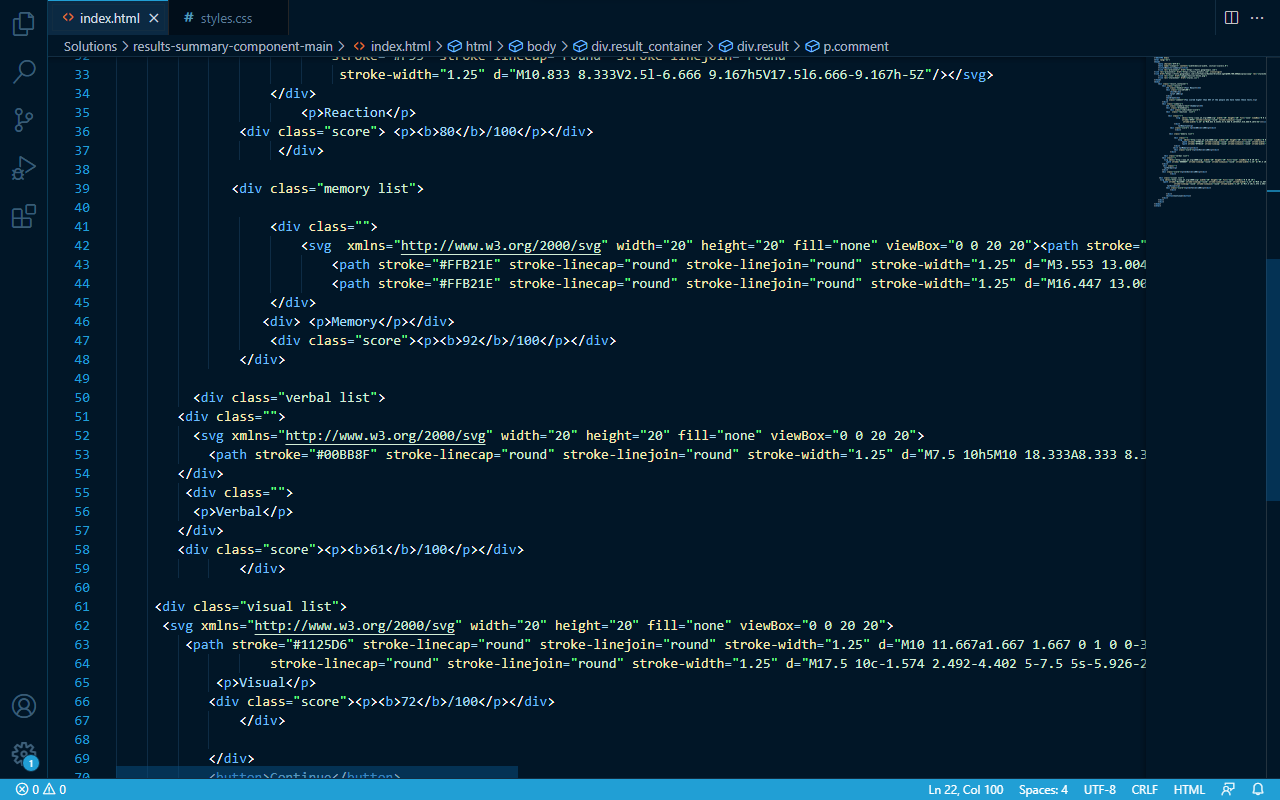 index.html
styles.css
Solutions > results-summary-component-main > index.html > html > body > div.result_container > div.result > p.comment
33 stroke-width="1.25" d="M10.833 8.333V2.5l-6.666 9.167h5V17.5l6.666-9.167h-5Z"/></svg>
34 </div>
35 <p>Reaction</p>
36 <div class="score"> <p><b>80</b>/100</p></div>
37 </div>
38
39 <div class="memory list">
40
41 <div class="">
42 <svg  xmlns="http://www.w3.org/2000/svg" width="20" height="20" fill="none" viewBox="0 0 20 20"><path stroke="
43 <path stroke="#FFB21E" stroke-linecap="round" stroke-linejoin="round" stroke-width="1.25" d="M3.553 13.004
44 <path stroke="#FFB21E" stroke-linecap="round" stroke-linejoin="round" stroke-width="1.25" d="M16.447 13.00
45 </div>
46 <div> <p>Memory</p></div>
47 <div class="score"><p><b>92</b>/100</p></div>
48 </div>
49
50 <div class="verbal list">
51 <div class="">
52 <svg xmlns="http://www.w3.org/2000/svg" width="20" height="20" fill="none" viewBox="0 0 20 20">
53 <path stroke="#00BB8F" stroke-linecap="round" stroke-linejoin="round" stroke-width="1.25" d="M7.5 10h5M10 18.333A8.333 8.3
54 </div>
55 <div class="">
56 <p>Verbal</p>
57 </div>
58 <div class="score"><p><b>61</b>/100</p></div>
59 </div>
60
61 <div class="visual list">
62 <svg xmlns="http://www.w3.org/2000/svg" width="20" height="20" fill="none" viewBox="0 0 20 20">
63 <path stroke="#1125D6" stroke-linecap="round" stroke-linejoin="round" stroke-width="1.25" d="M10 11.667a1.667 1.667 0 1 0 0-3
64 stroke-linecap="round" stroke-linejoin="round" stroke-width="1.25" d="M17.5 10c-1.574 2.492-4.402 5-7.5 5s-5.926-2
65 <p>Visual</p>
66 <div class="score"><p><b>72</b>/100</p></div>
67 </div>
68
69 </div>
70 <button>Continue</button>
1
0 0 Ln 22, Col 100 Spaces: 4 UTF-8 CRLF HTML